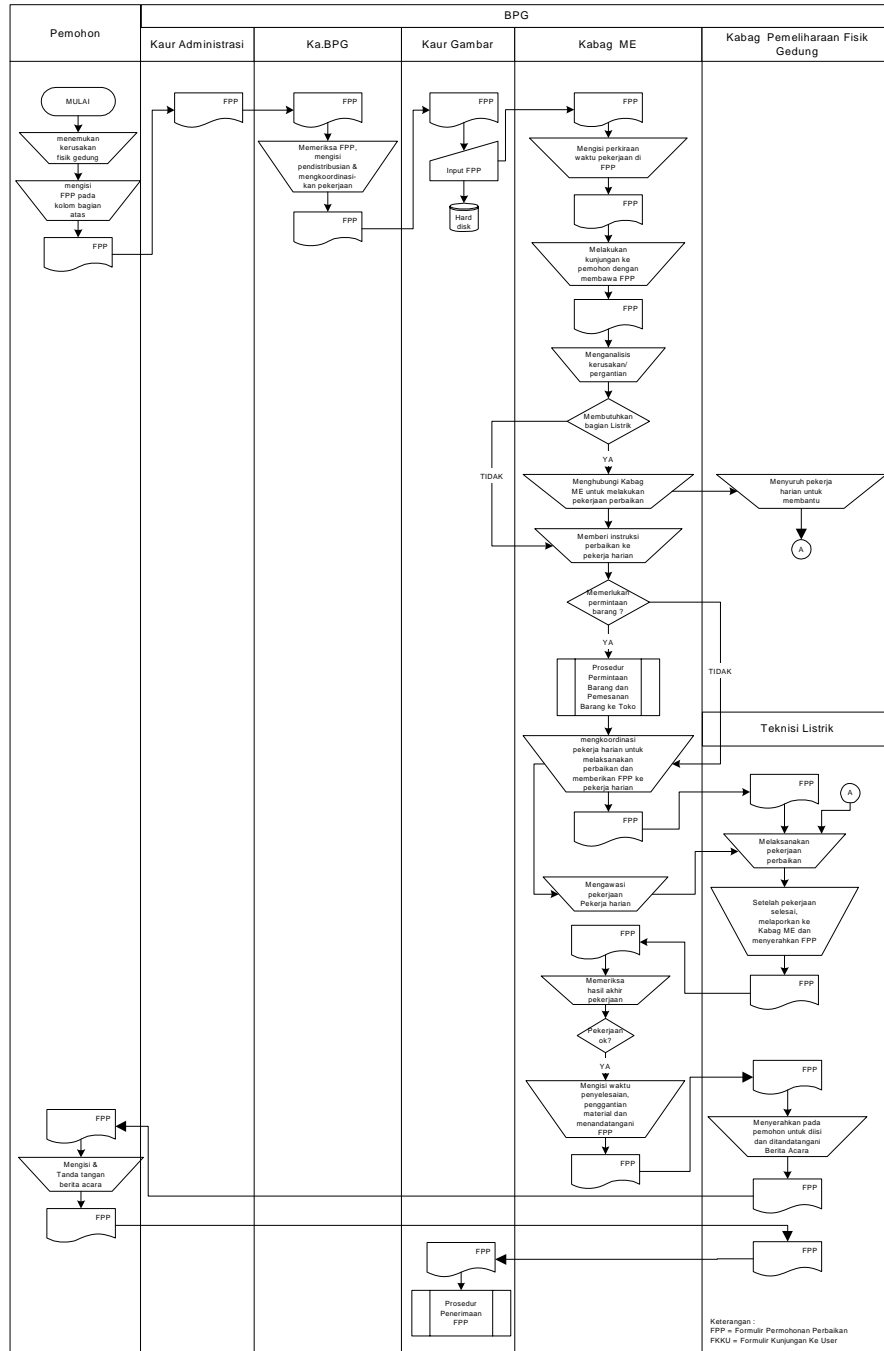 BPG
Pemohon
Kaur Administrasi
Ka.BPG
Kaur Gambar
Kabag ME
Kabag Pemeliharaan Fisik
Gedung
MULAI
menemukan
kerusakan
fisik gedung
mengisi
FPP pada
kolom bagian
atas
FPP
FPP
FPP
Memeriksa FPP,
mengisi
pendistribusian &
mengkoordinasi-
kan pekerjaan
FPP
FPP
Input FPP
Hard
disk
FPP
Mengisi perkiraan
waktu pekerjaan di
FPP
FPP
Melakukan
kunjungan ke
pemohon dengan
membawa FPP
FPP
Menganalisis
kerusakan/
pergantian
Membutuhkan
bagian Listrik
YA
TIDAK
Menghubungi Kabag
ME untuk melakukan
pekerjaan perbaikan
Menyuruh pekerja
harian untuk
membantu
A
Memberi instruksi
perbaikan ke
pekerja harian
Memerlukan
permintaan
barang ?
YA
TIDAK
Prosedur
Permintaan
Barang dan
Pemesanan
Barang ke Toko
Teknisi Listrik
mengkoordinasi
pekerja harian untuk
melaksanakan
perbaikan dan
memberikan FPP ke
pekerja harian
FPP
FPP
A
Melaksanakan
pekerjaan
perbaikan
Mengawasi
pekerjaan
Pekerja harian
Setelah pekerjaan
selesai,
melaporkan ke
Kabag ME dan
menyerahkan FPP
FPP
FPP
Memeriksa
hasil akhir
pekerjaan
Pekerjaan
ok?
YA
Mengisi waktu
penyelesaian,
penggantian
material dan
menandatangani
FPP
FPP
FPP
Menyerahkan pada
pemohon untuk diisi
dan ditandatangani
Berita Acara
FPP
FPP
Mengisi &
Tanda tangan
berita acara
FPP
FPP
FPP
Prosedur
Penerimaan
FPP
Keterangan :
FPP = Formulir Permohonan Perbaikan
FKKU = Formulir Kunjungan Ke User